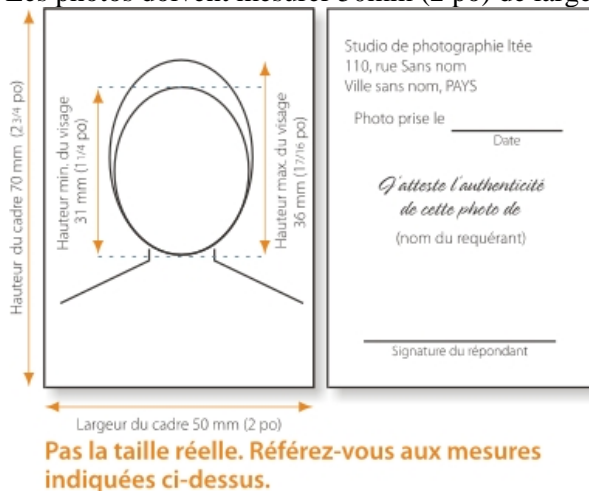 Les photos doivent mesurer 50mm (2 po) de large
Hauteur du cadre 70 mm (2 3/4 po)
Hauteur min. du visage
31 mm (1 1/4 po)
Hauteur max. du visage
36 mm (1 7/16 po)
Largeur du cadre 50 mm (2 po)
Studio de photographie ltée
110, rue Sans nom
Ville sans nom, PAYS
Photo prise le
Date
J'atteste l'authenticité
de cette photo de
(nom du requérant)
Signature du répondant
Pas la taille réelle. Référez-vous aux mesures
indiquées ci-dessus.